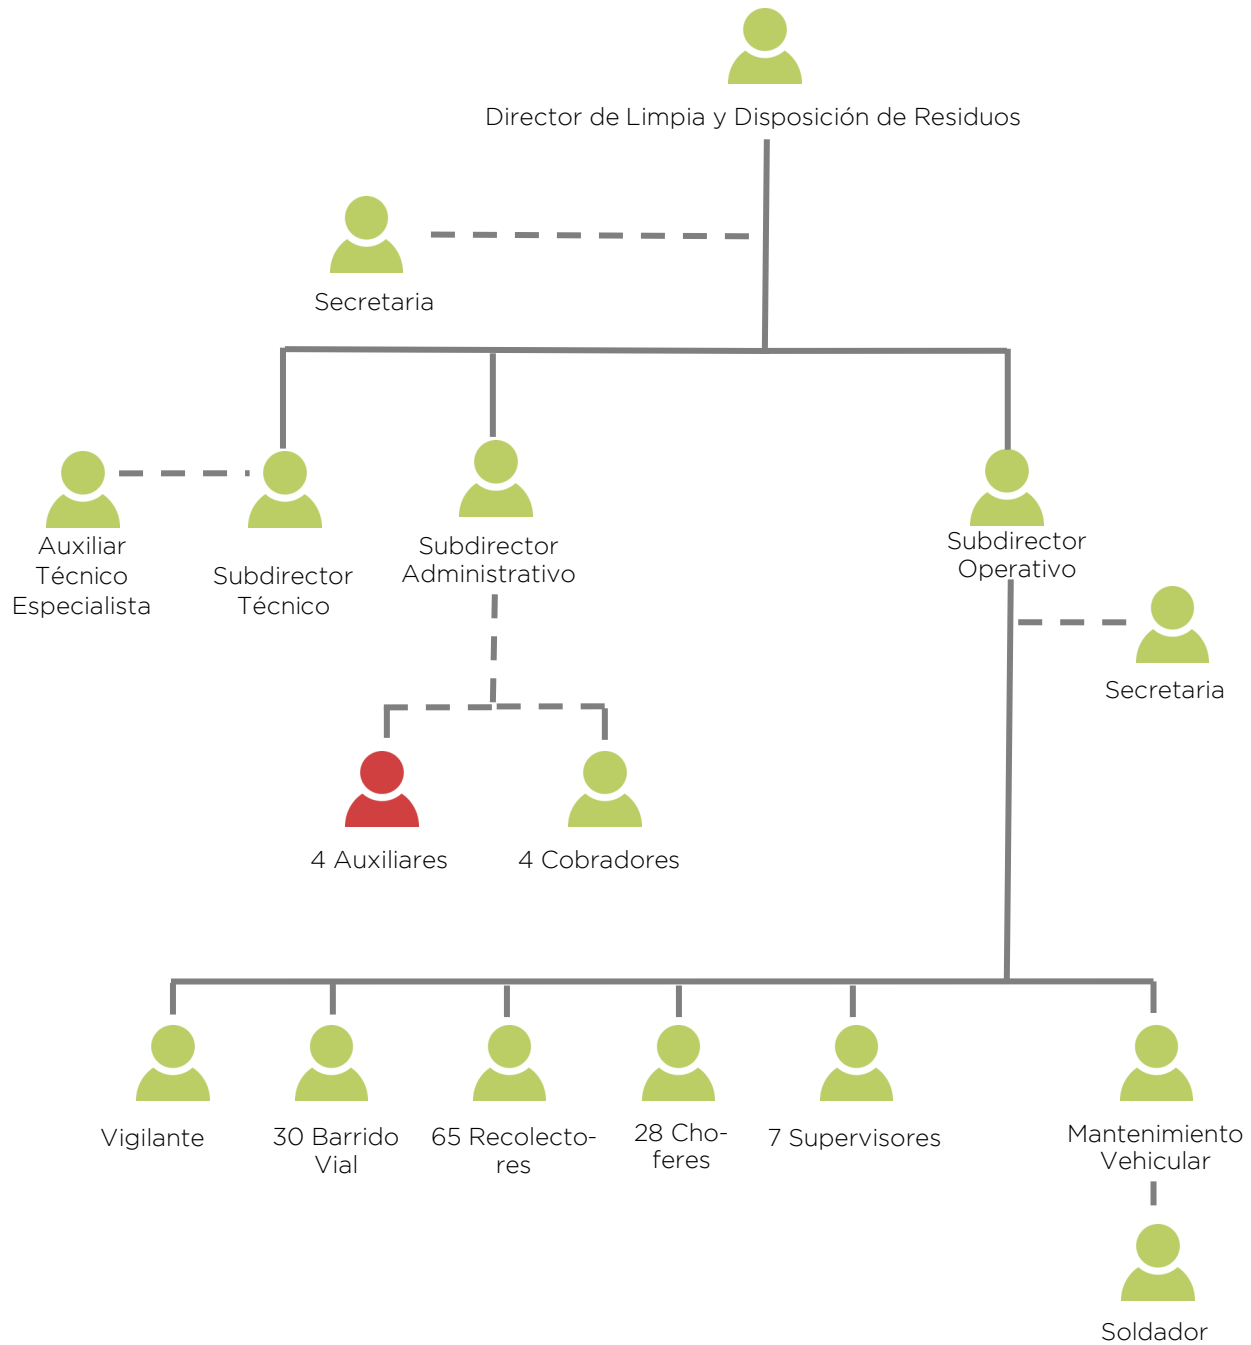 Director de Limpia y Disposición de Residuos
Secretaria
Auxiliar
Técnico
Especialista
Subdirector
Técnico
Subdirector
Administrativo
Subdirector
Operativo
Secretaria
4 Auxiliares
4 Cobradores
Vigilante
30 Barrido
Vial
65 Recolecto-
res
28 Cho-
feres
7 Supervisores
Mantenimiento
Vehicular
Soldador